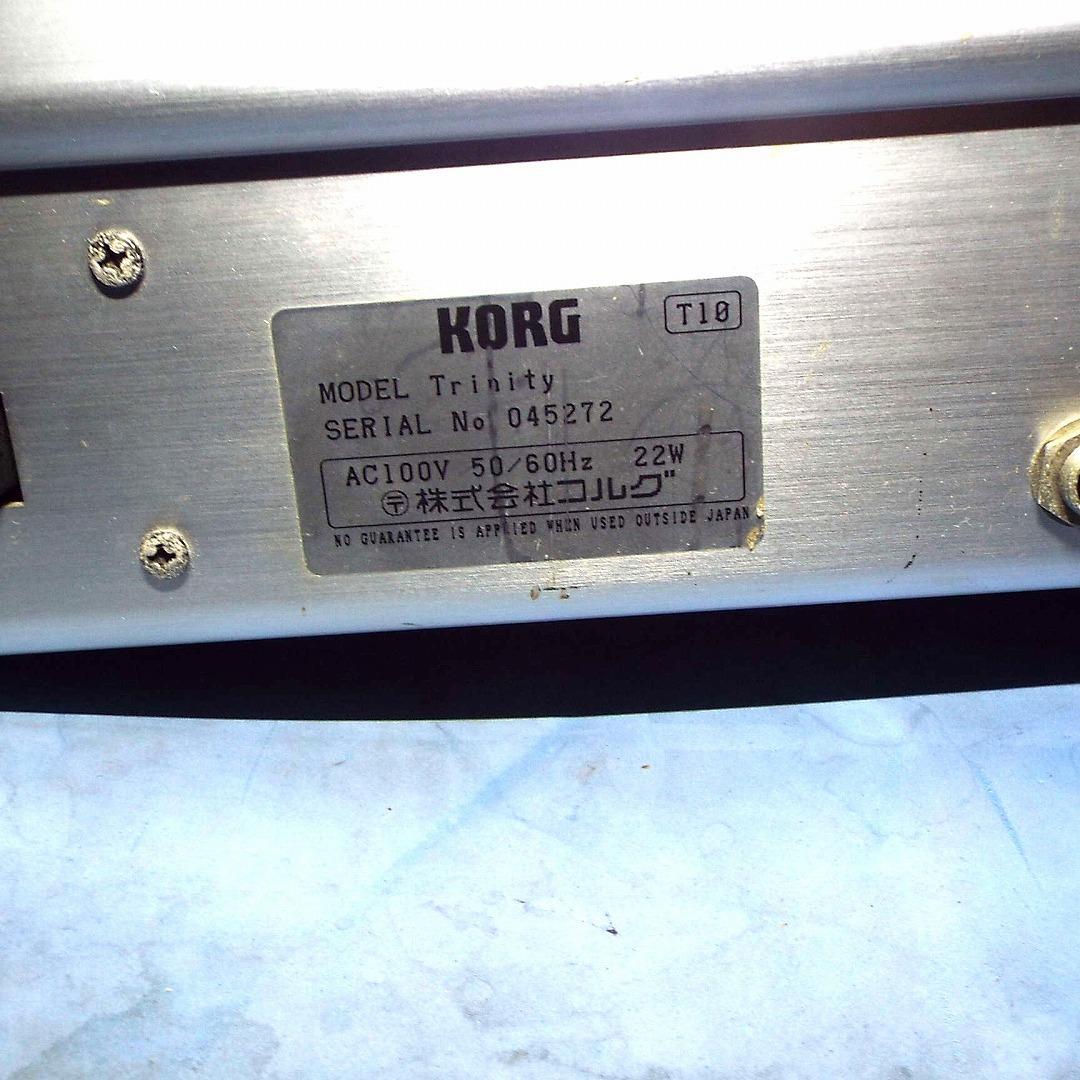 KORG
T10
MODEL Trinity
SERIAL No 045272
AC100V 50/60Hz 22W
〶株式会社コルグ
NO GUARANTEE IS APPLIED WHEN USED OUTSIDE JAPAN